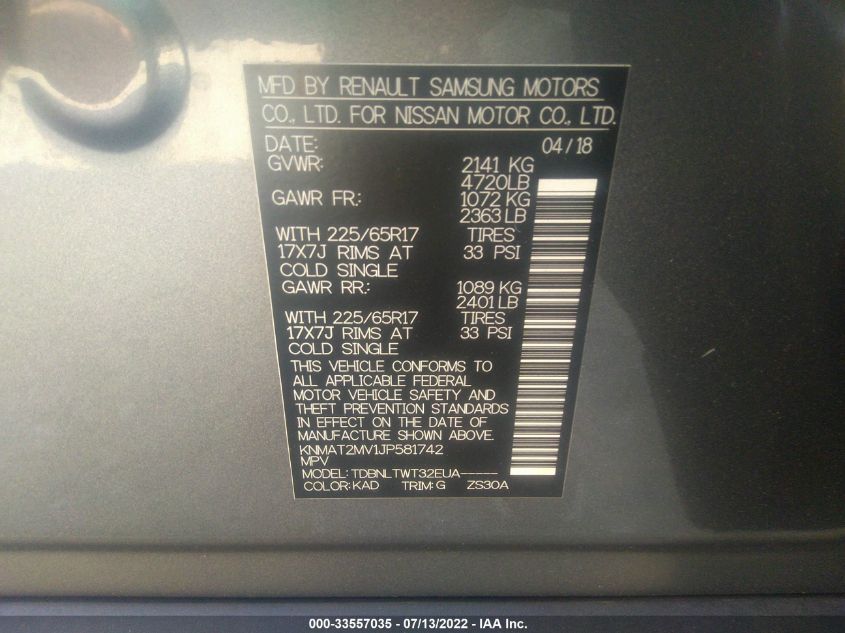 MFD BY RENAULT SAMSUNG MOTORS
CO., LTD. FOR NISSAN MOTOR CO., LTD.
DATE: 04/18
GVWR: 2141 KG
4720LB
GAWR FR: 1072 KG
2363 LB
WITH 225/65R17 TIRES
17X7J RIMS AT 33 PSI
COLD SINGLE
GAWR RR: 1089 KG
2401 LB
WITH 225/65R17 TIRES
17X7J RIMS AT 33 PSI
COLD SINGLE
THIS VEHICLE CONFORMS TO
ALL APPLICABLE FEDERAL
MOTOR VEHICLE SAFETY AND
THEFT PREVENTION STANDARDS
IN EFFECT ON THE DATE OF
MANUFACTURE SHOWN ABOVE.
KNMAT2MV1JP581742
MPV
MODEL: TDBNLTWT32EUA-----
COLOR: KAD TRIM: G ZS30A
000-33557035 - 07/13/2022 - IAA Inc.